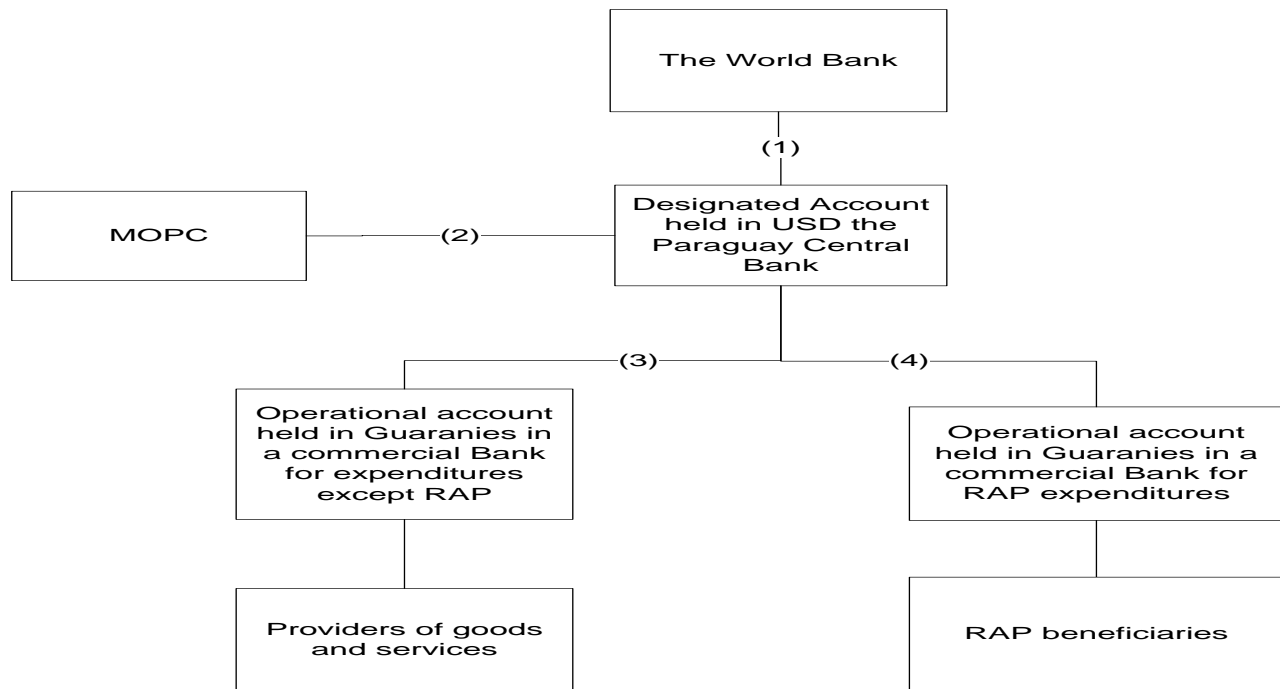 The World Bank
(1)
Designated Account
held in USD the
Paraguay Central
Bank
MOPC
(2)
(3)
(4)
Operational account
held in Guaranies in
a commercial Bank
for expenditures
except RAP
Operational account
held in Guaranies in a
commercial Bank for
RAP expenditures
Providers of goods
and services
RAP beneficiaries